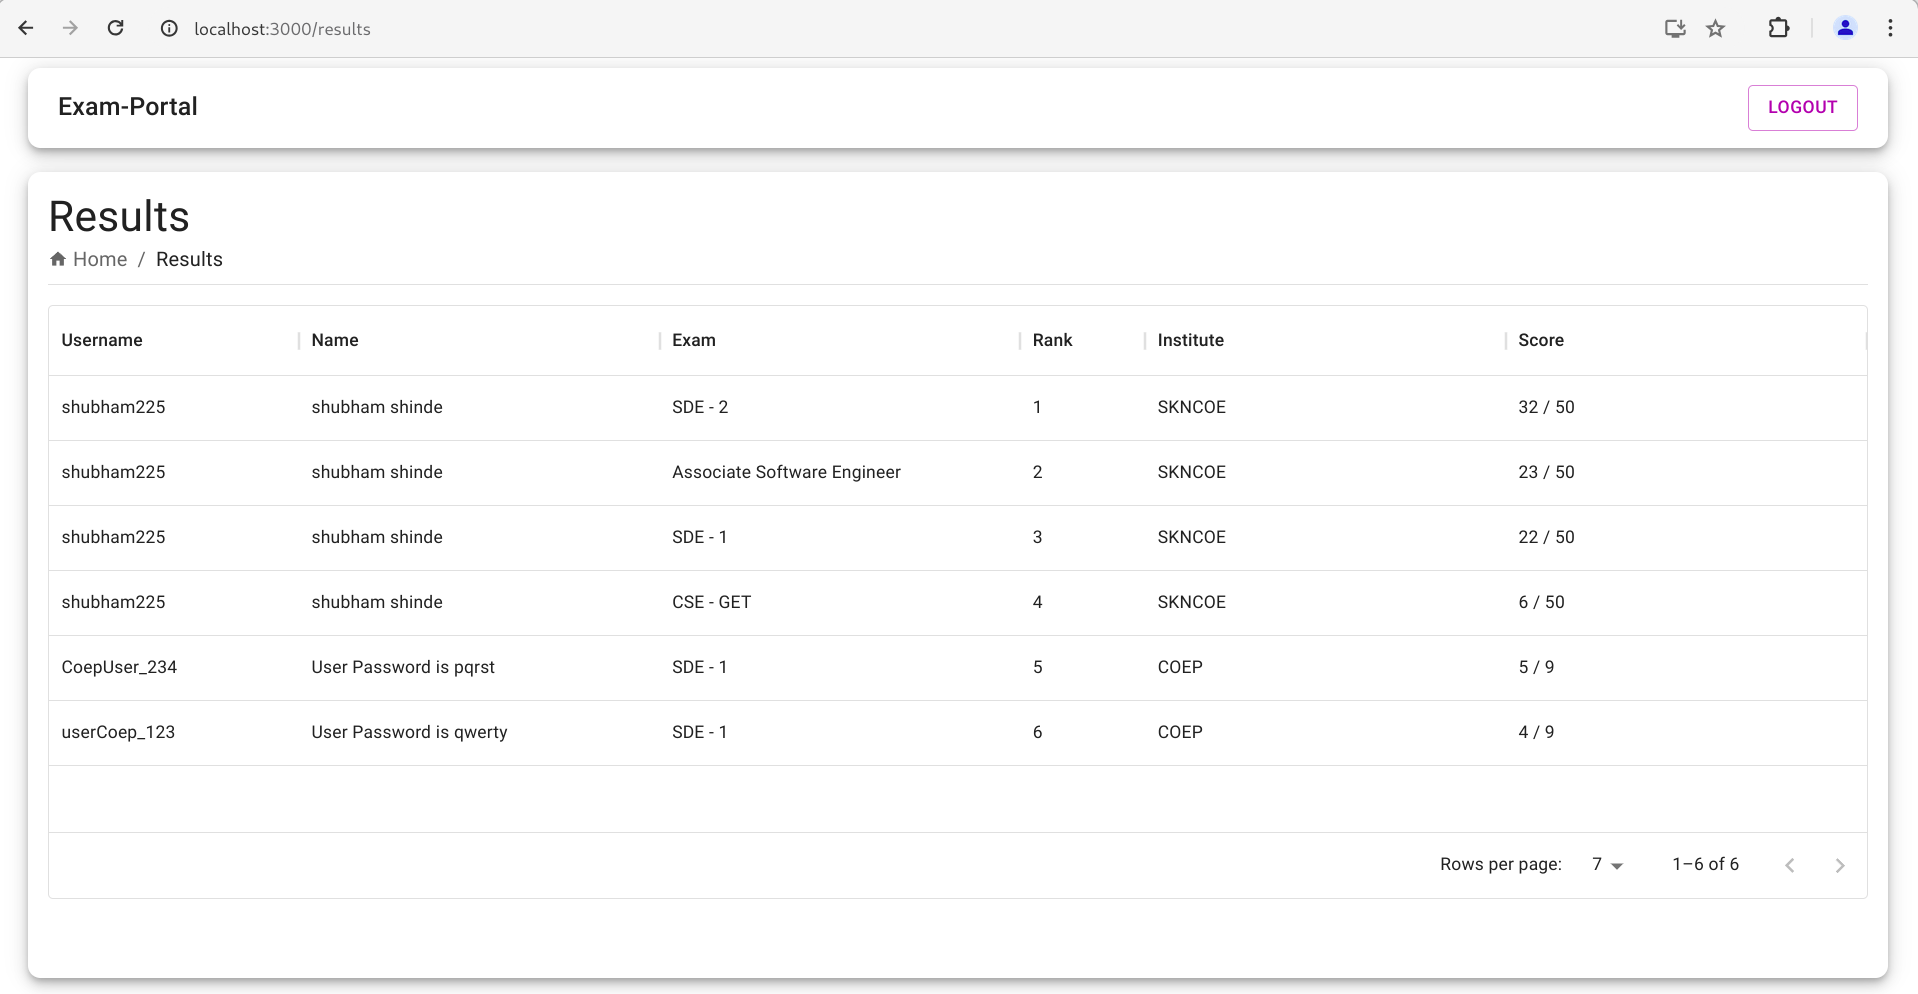 localhost:3000/results
Exam-Portal
LOGOUT
Results
Home / Results
Username Name Exam Rank Institute Score
shubham225 shubham shinde SDE - 2 1 SKNCOE 32 / 50
shubham225 shubham shinde Associate Software Engineer 2 SKNCOE 23 / 50
shubham225 shubham shinde SDE - 1 3 SKNCOE 22 / 50
shubham225 shubham shinde CSE - GET 4 SKNCOE 6 / 50
CoepUser_234 User Password is pqrst SDE - 1 5 COEP 5 / 9
userCoep_123 User Password is qwerty SDE - 1 6 COEP 4 / 9
Rows per page: 7 1–6 of 6